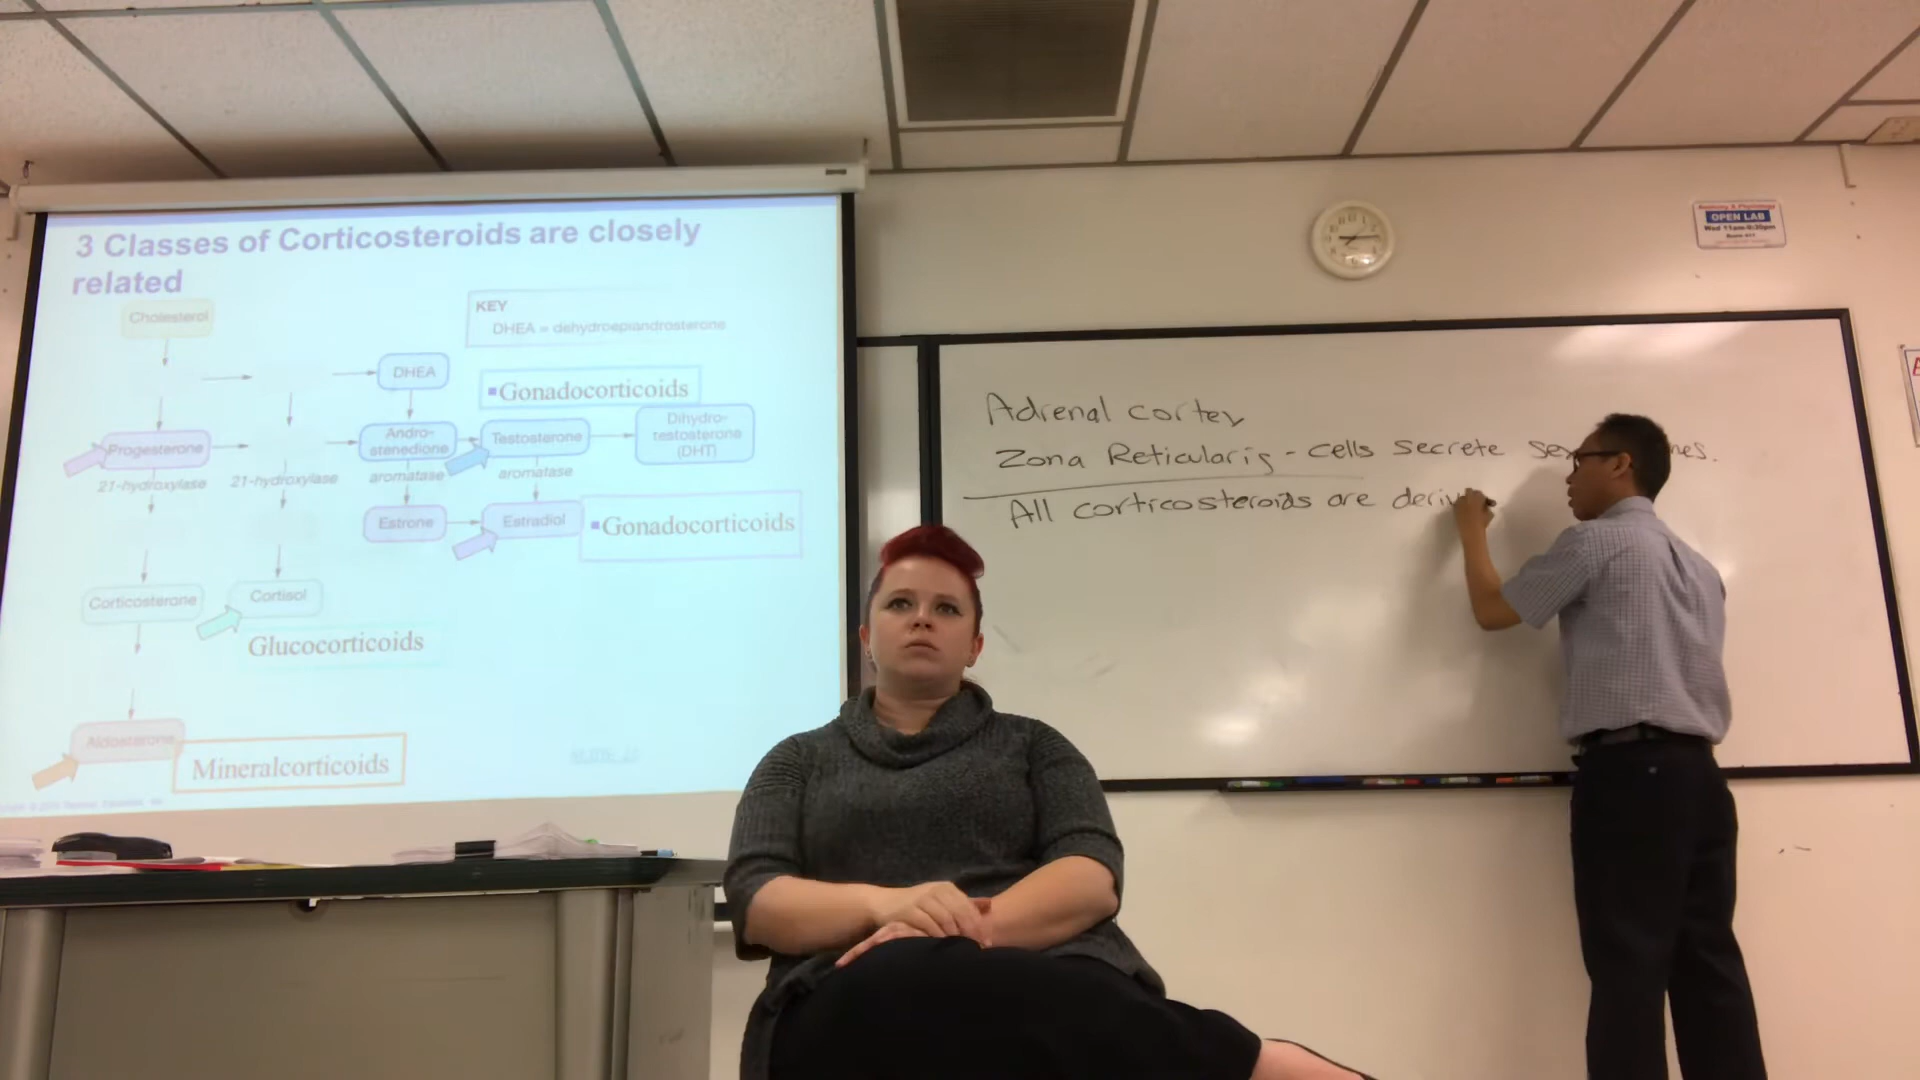 3 Classes of Corticosteroids are closely
related
Cholesterol
KEY
DHEA = dehydroepiandrosterone
DHEA
▪Gonadocorticoids
Progesterone
Andro-
stenedione
Testosterone
Dihydro-
testosterone
(DHT)
21-hydroxylase
21-hydroxylase
aromatase
aromatase
Estrone
Estradiol
▪Gonadocorticoids
Corticosterone
Cortisol
Glucocorticoids
Aldosterone
Mineralcorticoids
Adrenal cortex
Zona Reticularis - cells secrete
All corticosteroids are
OPEN LAB
Wed 11am-